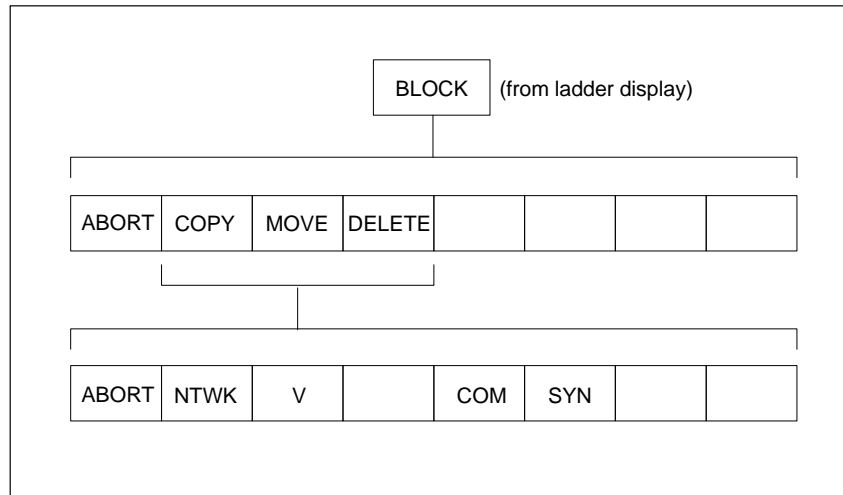 BLOCK (from ladder display)
ABORT COPY MOVE DELETE
ABORT NTWK V COM SYN